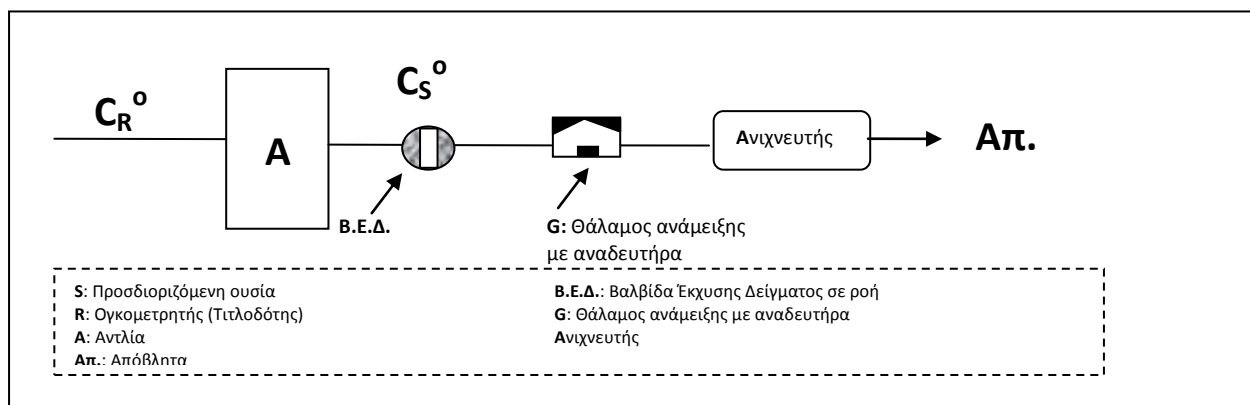 C_S^o
C_R^o
A
Ανιχνευτής
Απ.
Β.Ε.Δ.
G: Θάλαμος ανάμειξης
με αναδευτήρα
S: Προσδιοριζόμενη ουσία
R: Ογκομετρητής (Τιτλοδότης)
A: Αντλία
Απ.: Απόβλητα
Β.Ε.Δ.: Βαλβίδα Έκχυσης Δείγματος σε ροή
G: Θάλαμος ανάμειξης με αναδευτήρα
Ανιχνευτής